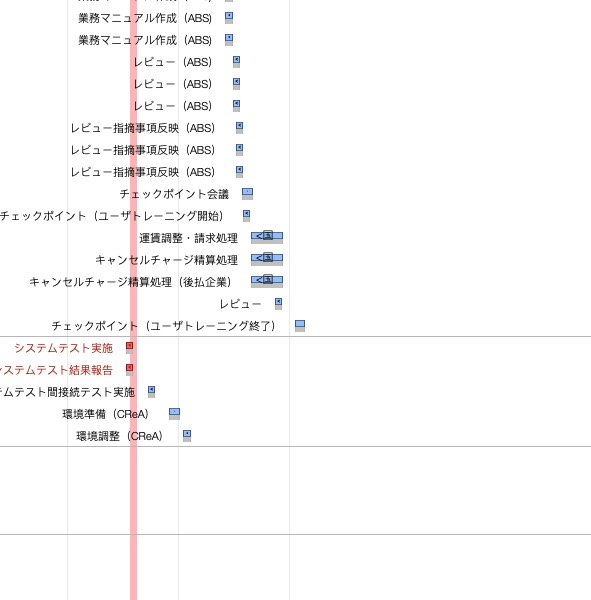 業務マニュアル作成（ABS）
業務マニュアル作成（ABS）
レビュー（ABS）
レビュー（ABS）
レビュー（ABS）
レビュー指摘事項反映（ABS）
レビュー指摘事項反映（ABS）
レビュー指摘事項反映（ABS）
チェックポイント会議
チェックポイント（ユーザトレーニング開始）
運賃調整・請求処理
キャンセルチャージ精算処理
キャンセルチャージ精算処理（後払企業）
レビュー
チェックポイント（ユーザトレーニング終了）
システムテスト実施
システムテスト結果報告
テムテスト間接続テスト実施
環境準備（CReA）
環境調整（CReA）